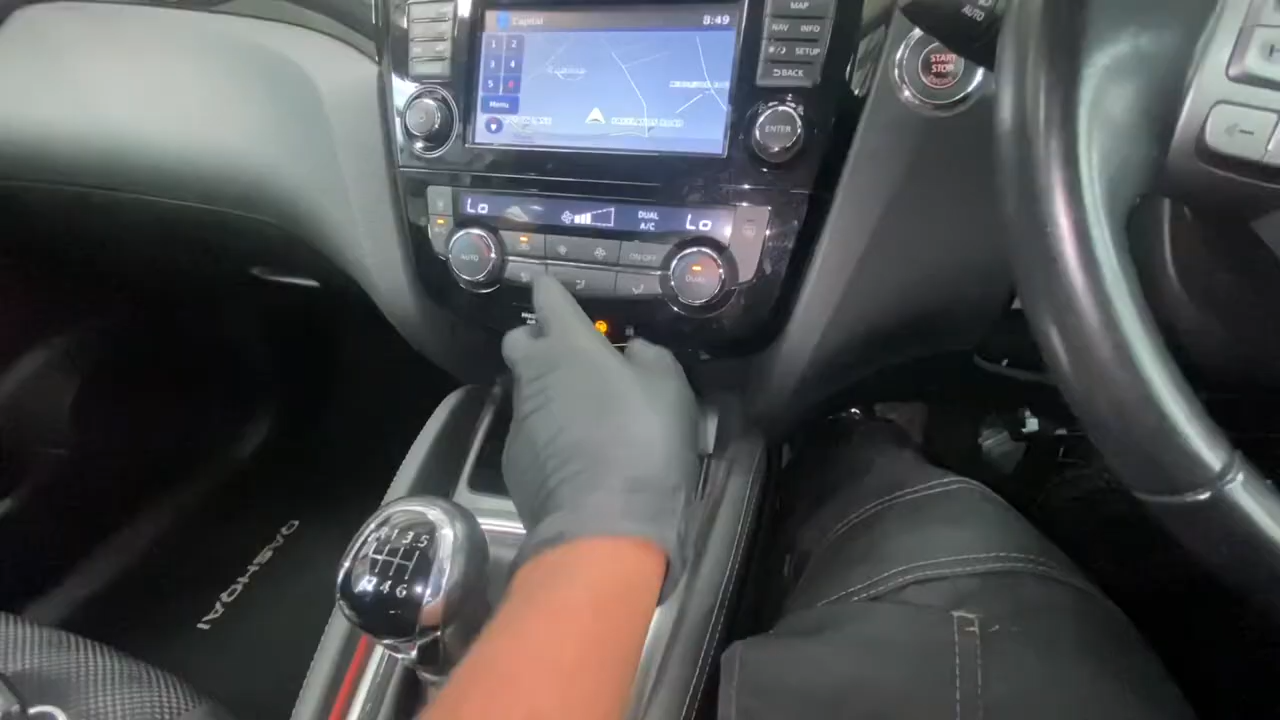 Capital
8:49
1 2
3 4
5 6
Menu
MAP
NAV INFO
SETUP
BACK
ENTER
AUTO
START
STOP
Lo
DUAL
A/C
Lo
AUTO
ON·OFF
DUAL
1 3 5
2 4 6
QASHQAI